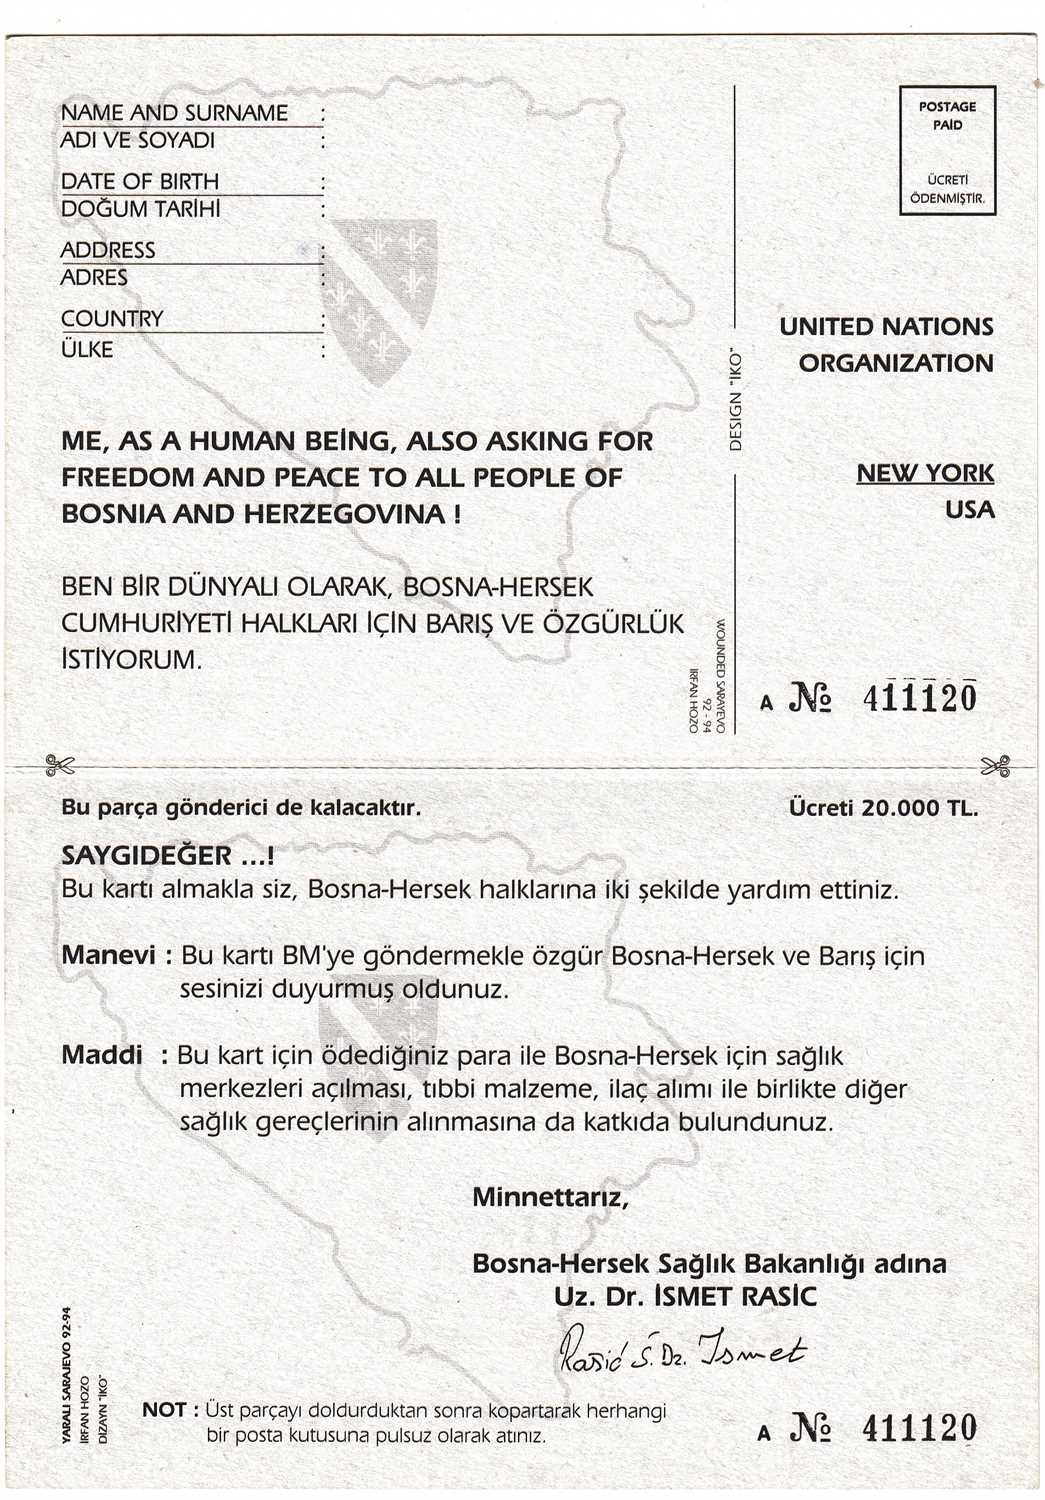 NAME AND SURNAME :
ADI VE SOYADI :
DATE OF BIRTH :
DOĞUM TARİHİ :
ADDRESS :
ADRES :
COUNTRY :
ÜLKE :
ME, AS A HUMAN BEİNG, ALSO ASKING FOR
FREEDOM AND PEACE TO ALL PEOPLE OF
BOSNIA AND HERZEGOVINA !
BEN BİR DÜNYALI OLARAK, BOSNA-HERSEK
CUMHURİYETİ HALKLARI İÇİN BARIŞ VE ÖZGÜRLÜK
İSTİYORUM.
DESIGN "IKO"
WOUNDED SARAYEVO
92 - 94
IRFAN HOZO
POSTAGE
PAİD
ÜCRETİ
ÖDENMİŞTİR.
UNITED NATIONS
ORGANIZATION
NEW YORK
USA
A № 411120
Bu parça gönderici de kalacaktır. Ücreti 20.000 TL.
SAYGIDEĞER ...!
Bu kartı almakla siz, Bosna-Hersek halklarına iki şekilde yardım ettiniz.
Manevi : Bu kartı BM'ye göndermekle özgür Bosna-Hersek ve Barış için
sesinizi duyurmuş oldunuz.
Maddi : Bu kart için ödediğiniz para ile Bosna-Hersek için sağlık
merkezleri açılması, tıbbi malzeme, ilaç alımı ile birlikte diğer
sağlık gereçlerinin alınmasına da katkıda bulundunuz.
Minnettarız,
Bosna-Hersek Sağlık Bakanlığı adına
Uz. Dr. İSMET RASİC
Rasić Š. Dz. Ismet
YARALI SARAJEVO 92-94
IRFAN HOZO
DİZAYN "IKO"
NOT : Üst parçayı doldurduktan sonra kopartarak herhangi
bir posta kutusuna pulsuz olarak atınız.
A № 411120